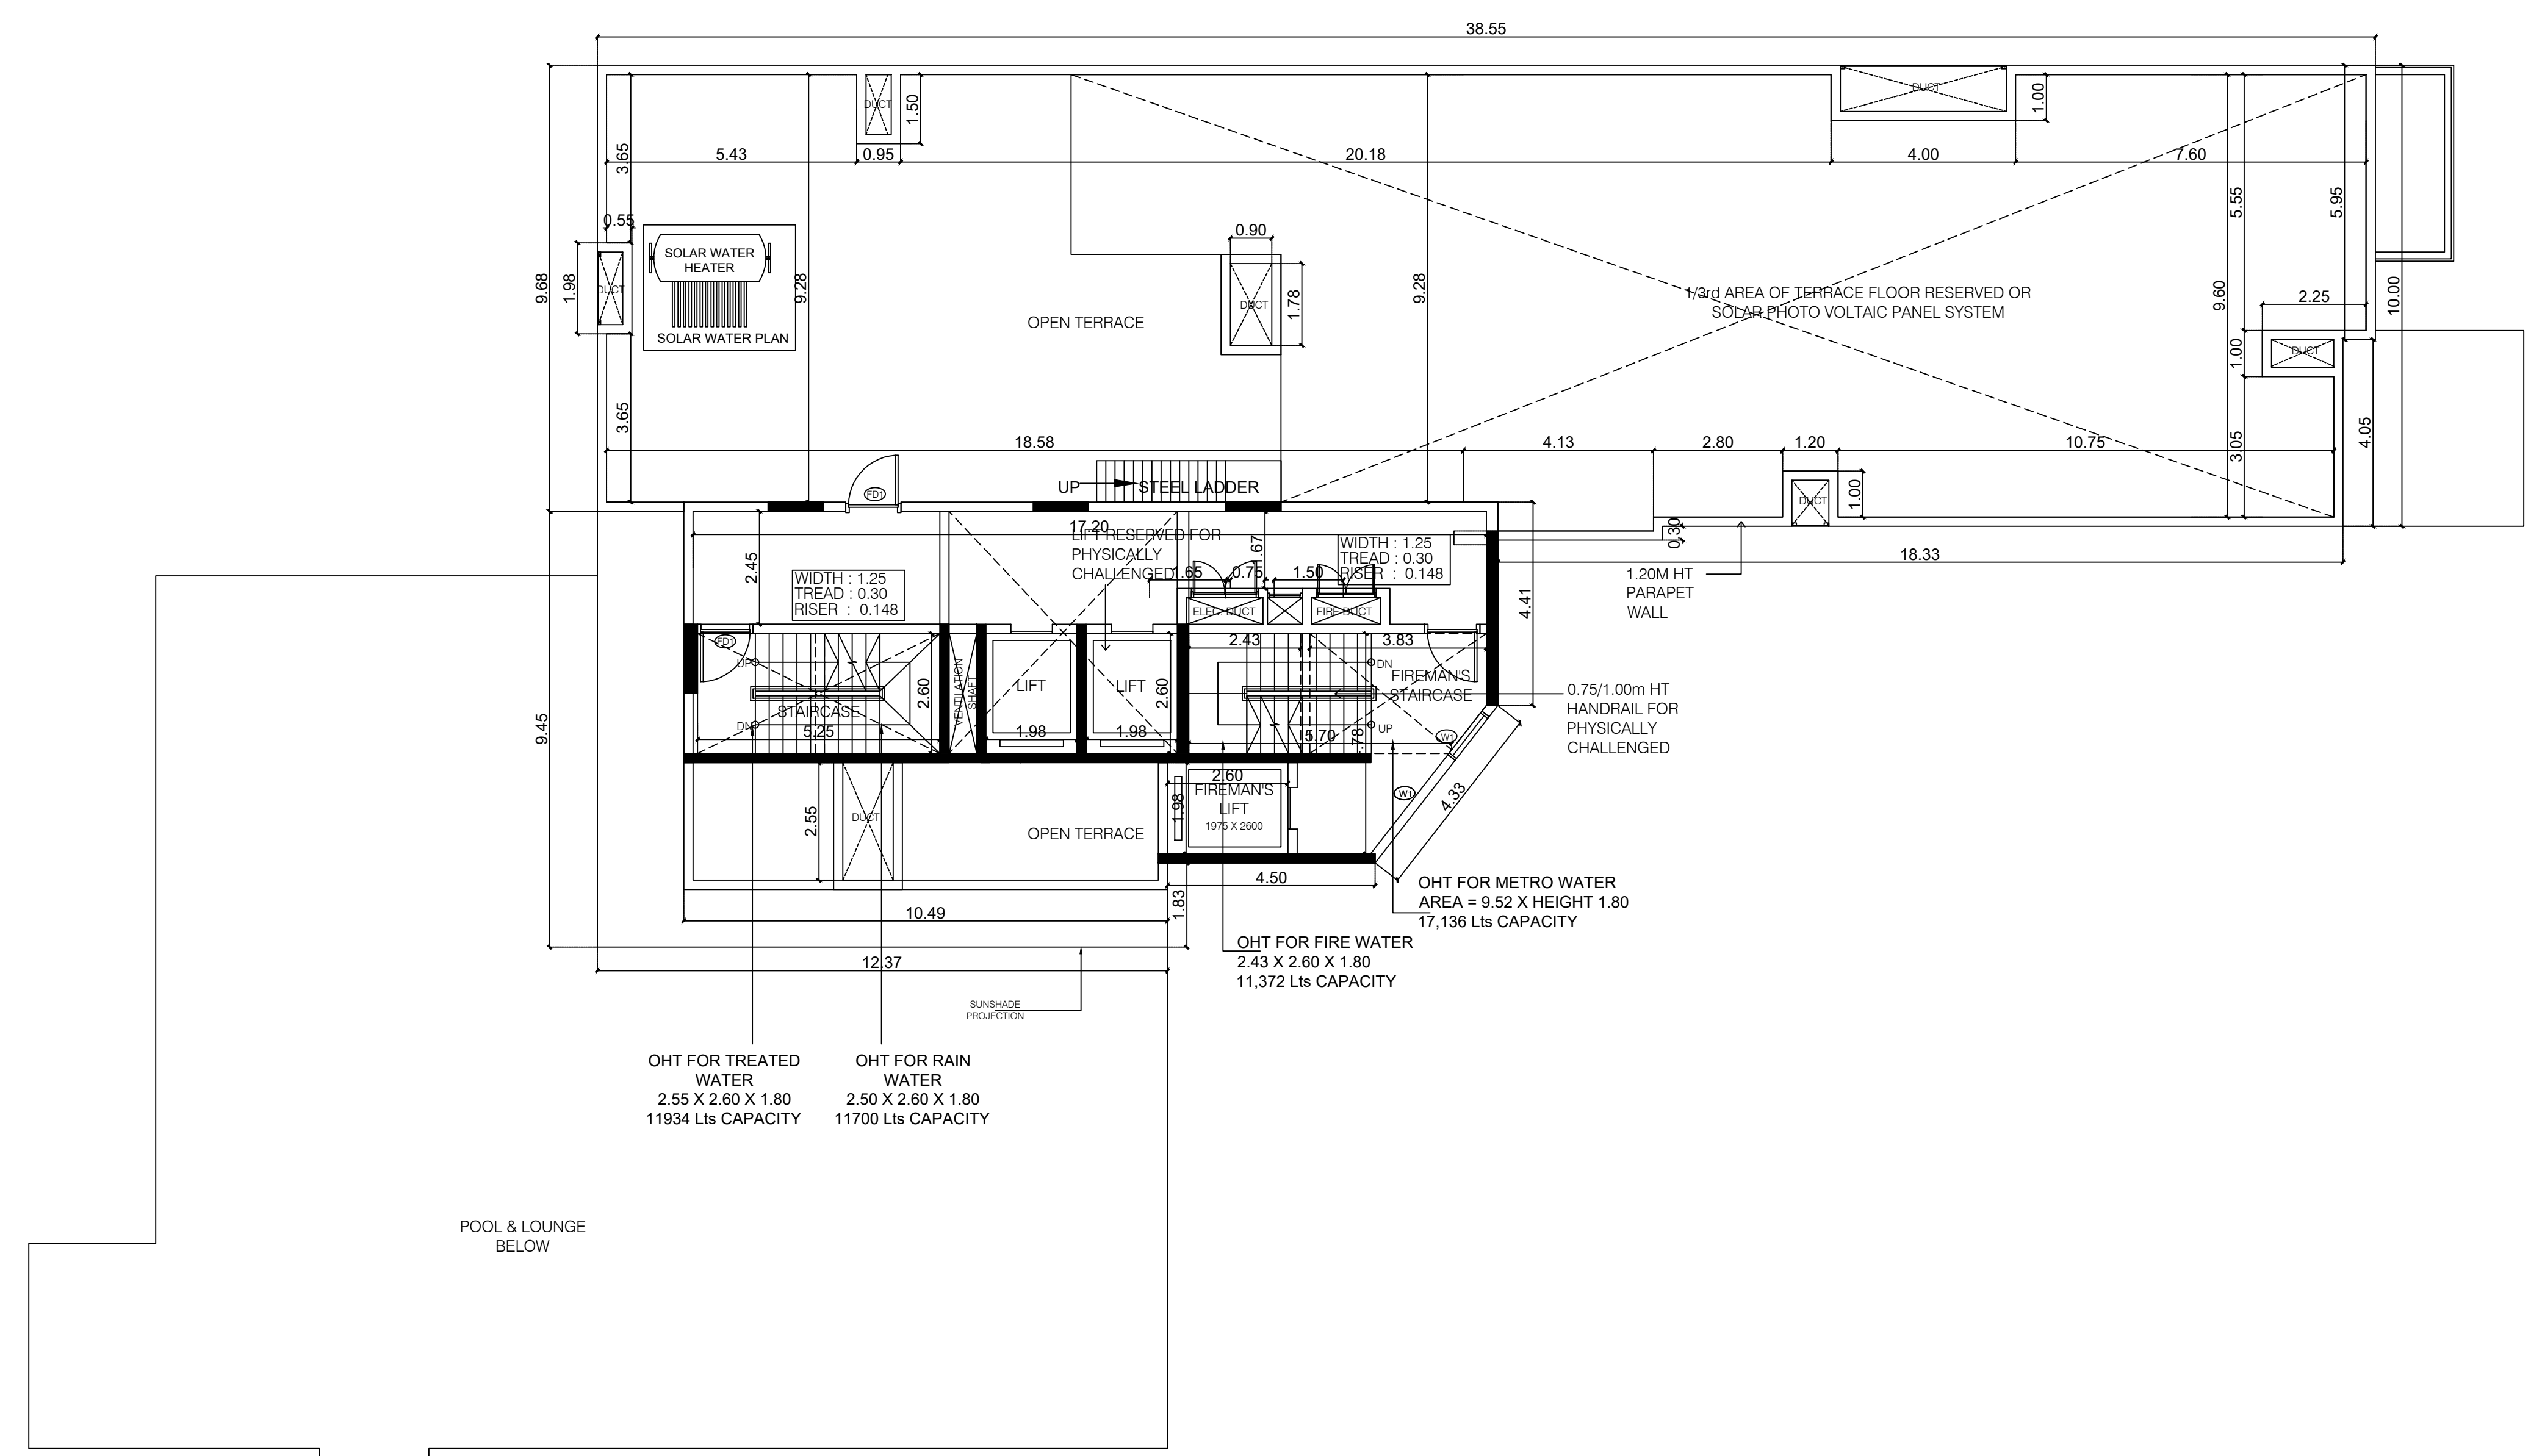 38.55
DUCT
1.50
DUCT
1.00
3.65
5.43
0.95
20.18
4.00
7.60
5.55
5.95
0.55
0.90
SOLAR WATER
HEATER
9.68
1.98
DUCT
9.28
DUCT
1.78
9.28
1/3rd AREA OF TERRACE FLOOR RESERVED OR
SOLAR PHOTO VOLTAIC PANEL SYSTEM
9.60
2.25
10.00
OPEN TERRACE
SOLAR WATER PLAN
1.00
DUCT
3.65
18.58
4.13
2.80
1.20
10.75
3.05
4.05
FD1
UP
STEEL LADDER
DUCT
1.00
17.20
LIFT RESERVED FOR
PHYSICALLY
CHALLENGED
2.45
WIDTH : 1.25
TREAD : 0.30
RISER : 0.148
1.65
0.75
1.67
1.50
WIDTH : 1.25
TREAD : 0.30
RISER : 0.148
0.30
18.33
1.20M HT
PARAPET
WALL
4.41
ELEC. DUCT
FIRE DUCT
FD1
UP
2.43
3.83
DN
FIREMAN'S
STAIRCASE
VENTILATION
SHAFT
LIFT
LIFT
2.60
2.60
STAIRCASE
DN
5.25
1.98
1.98
5.70
.78
UP
W1
0.75/1.00m HT
HANDRAIL FOR
PHYSICALLY
CHALLENGED
9.45
2.60
FIREMAN'S
LIFT
1975 X 2600
1.98
W1
4.33
2.55
DUCT
OPEN TERRACE
4.50
1.83
10.49
OHT FOR METRO WATER
AREA = 9.52 X HEIGHT 1.80
17,136 Lts CAPACITY
OHT FOR FIRE WATER
2.43 X 2.60 X 1.80
11,372 Lts CAPACITY
12.37
SUNSHADE
PROJECTION
OHT FOR TREATED
WATER
2.55 X 2.60 X 1.80
11934 Lts CAPACITY
OHT FOR RAIN
WATER
2.50 X 2.60 X 1.80
11700 Lts CAPACITY
POOL & LOUNGE
BELOW